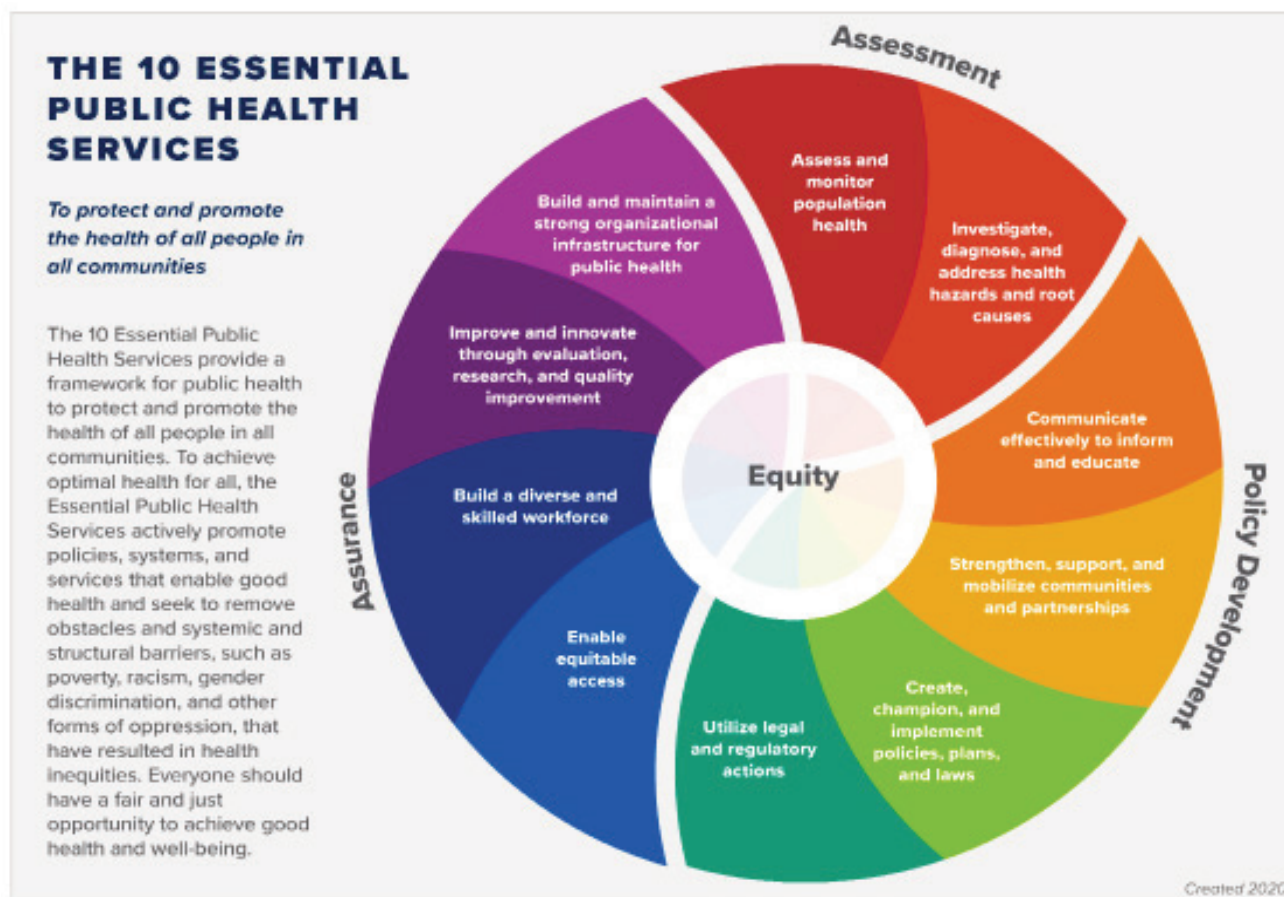 THE 10 ESSENTIAL
PUBLIC HEALTH
SERVICES
To protect and promote
the health of all people in
all communities
The 10 Essential Public
Health Services provide a
framework for public health
to protect and promote the
health of all people in all
communities. To achieve
optimal health for all, the
Essential Public Health
Services actively promote
policies, systems, and
services that enable good
health and seek to remove
obstacles and systemic and
structural barriers, such as
poverty, racism, gender
discrimination, and other
forms of oppression, that
have resulted in health
inequities. Everyone should
have a fair and just
opportunity to achieve good
health and well-being.
Assessment
Assess and
monitor
population
health
Investigate,
diagnose, and
address health
hazards and root
causes
Policy Development
Communicate
effectively to inform
and educate
Strengthen, support, and
mobilize communities
and partnerships
Create,
champion, and
implement
policies, plans,
and laws
Utilize legal
and regulatory
actions
Assurance
Enable
equitable
access
Build a diverse and
skilled workforce
Improve and innovate
through evaluation,
research, and quality
improvement
Build and maintain a
strong organizational
infrastructure for
public health
Equity
Created 2020